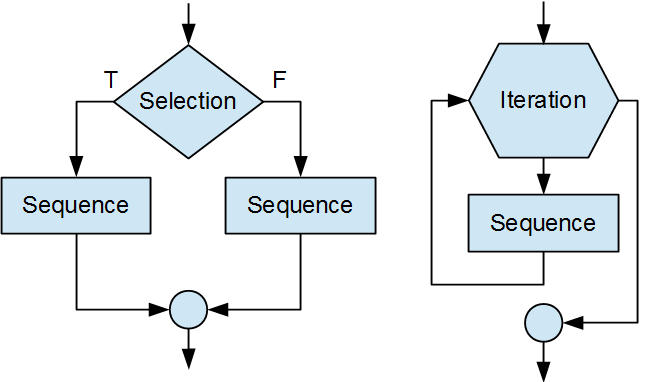 T
F
Selection
Sequence
Sequence
Iteration
Sequence